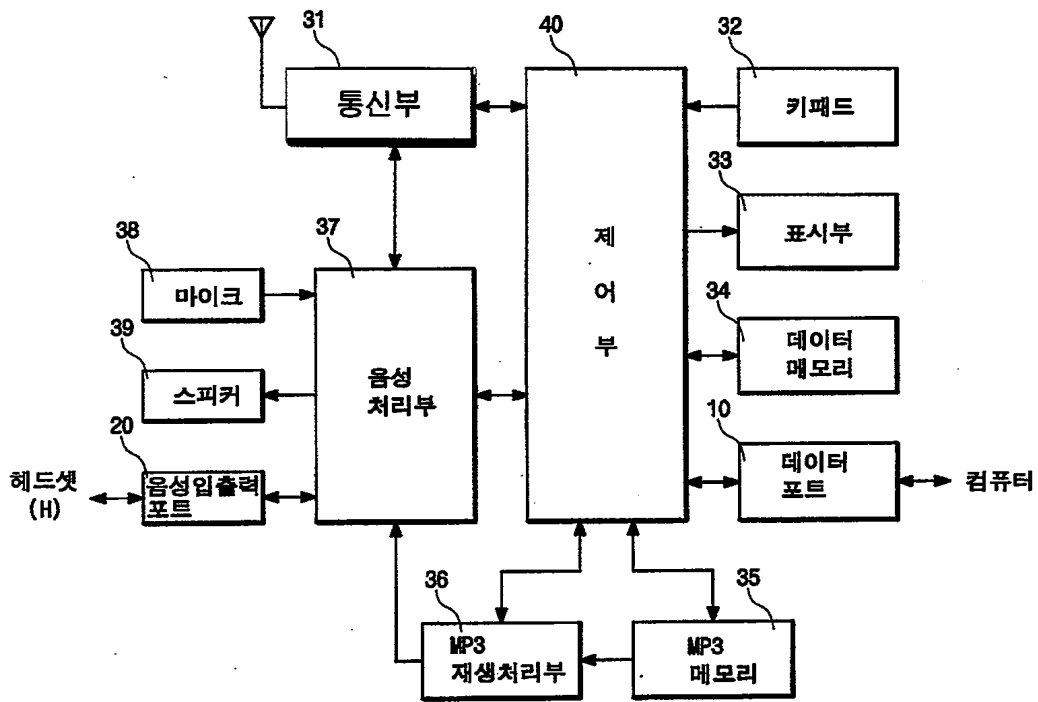 31
통신부
40
32
키패드
33
표시부
38
마이크
37
음성
처리부
제
어
부
34
데이터
메모리
39
스피커
20
음성입출력
포트
헤드셋
(H)
10
데이터
포트
컴퓨터
36
MP3
재생처리부
35
MP3
메모리